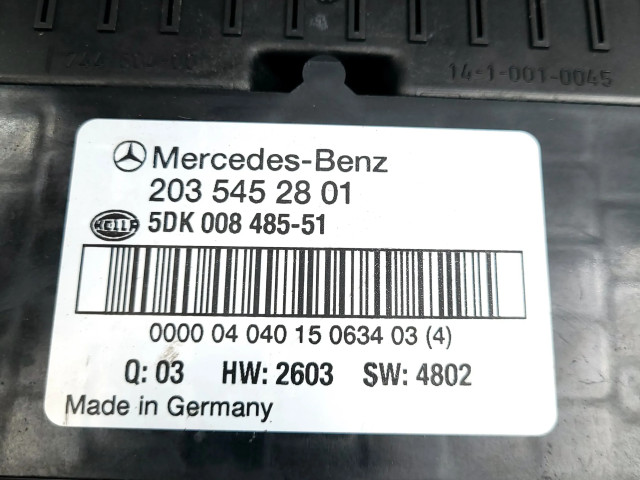 14-1-001-0045
Mercedes-Benz
203 545 28 01
HELLA
5DK 008 485-51
0000 04 040 15 0634 03 (4)
Q: 03 HW: 2603 SW: 4802
Made in Germany